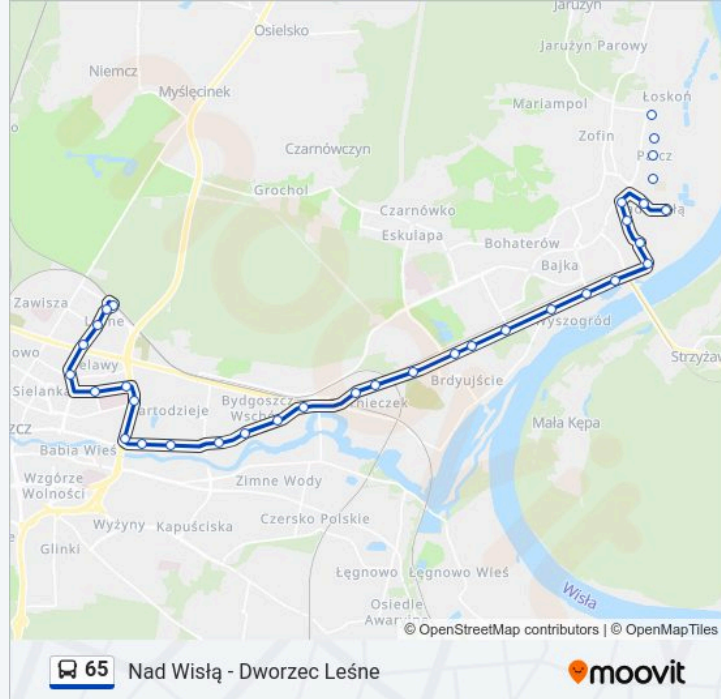 Jarużyn
Osielsko
Jarużyn Parowy
Niemcz
Myślęcinek
Łoskoń
Mariampol
Zofin
Czarnówczyn
Grochol
Czarnówko
Eskulapa
Bohaterów
Bajka
Zawisza
Leśne
Wyszogród
Strzyżaw
Sielanka
Bydgoszcz
Wschód
Brdyujście
Mała Kępa
Babia Wieś
Wzgórze
Wolności
Zimne Wody
Wyżyny
Kapuściska
Czersko Polskie
Glinki
Łęgnowo
Łęgnowo Wieś
Wisła
Osiedle
© OpenStreetMap contributors | © OpenMapTiles
65
Nad Wisłą - Dworzec Leśne
moovit